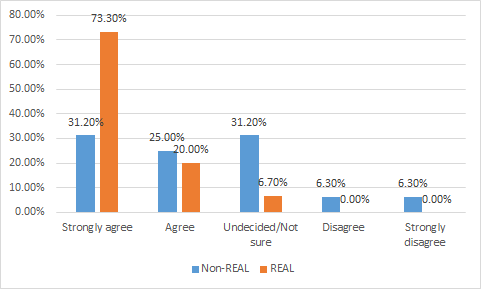 80.00%
70.00%
60.00%
50.00%
40.00%
30.00%
20.00%
10.00%
0.00%
31.20%
73.30%
25.00%
20.00%
31.20%
6.70%
6.30%
0.00%
6.30%
0.00%
Strongly agree
Agree
Undecided/Not
sure
Disagree
Strongly
disagree
Non-REAL
REAL